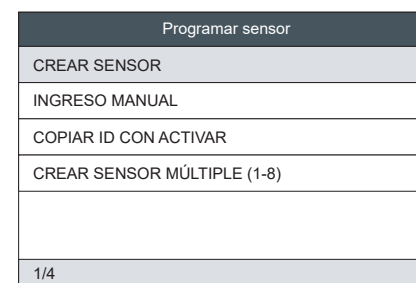 Programar sensor
CREAR SENSOR
INGRESO MANUAL
COPIAR ID CON ACTIVAR
CREAR SENSOR MÚLTIPLE (1-8)
1/4